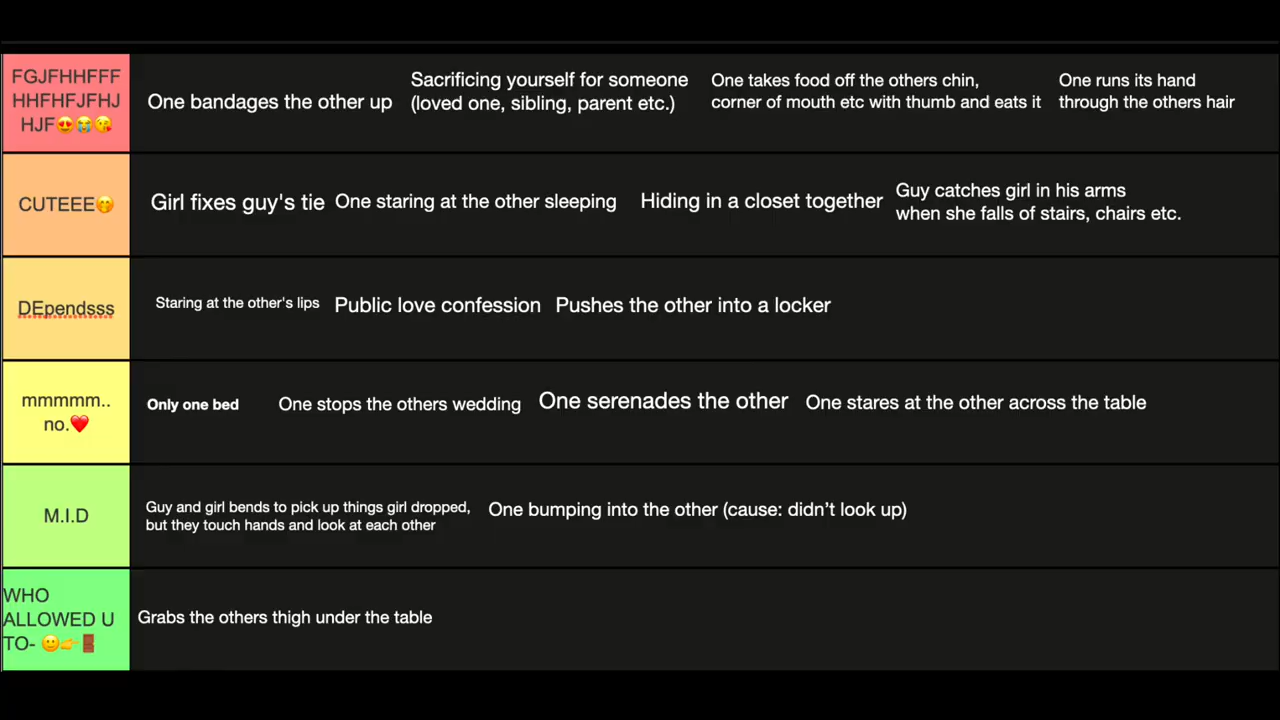 FGJFHHFFF
HHFHFJFHJ
HJF😍😭😘
One bandages the other up
Sacrificing yourself for someone
(loved one, sibling, parent etc.)
One takes food off the others chin,
corner of mouth etc with thumb and eats it
One runs its hand
through the others hair
CUTEEE🤭
Girl fixes guy's tie
One staring at the other sleeping
Hiding in a closet together
Guy catches girl in his arms
when she falls of stairs, chairs etc.
DEpendsss
Staring at the other's lips
Public love confession
Pushes the other into a locker
mmmmm..
no.❤️
Only one bed
One stops the others wedding
One serenades the other
One stares at the other across the table
M.I.D
Guy and girl bends to pick up things girl dropped,
but they touch hands and look at each other
One bumping into the other (cause: didn’t look up)
WHO
ALLOWED U
TO- 🙂👉🚪
Grabs the others thigh under the table